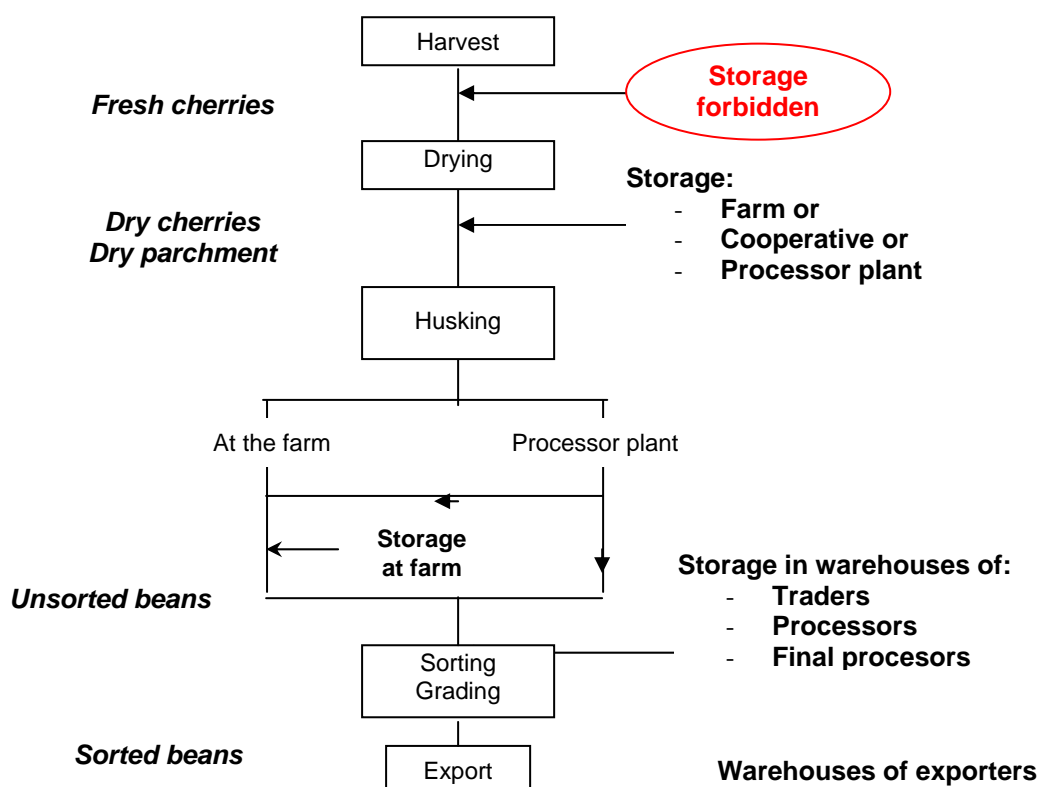 Harvest
Storage
forbidden
Fresh cherries
Drying
Storage:
- Farm or
- Cooperative or
- Processor plant
Dry cherries
Dry parchment
Husking
At the farm
Processor plant
Storage
at farm
Storage in warehouses of:
- Traders
- Processors
- Final procesors
Unsorted beans
Sorting
Grading
Sorted beans
Export
Warehouses of exporters